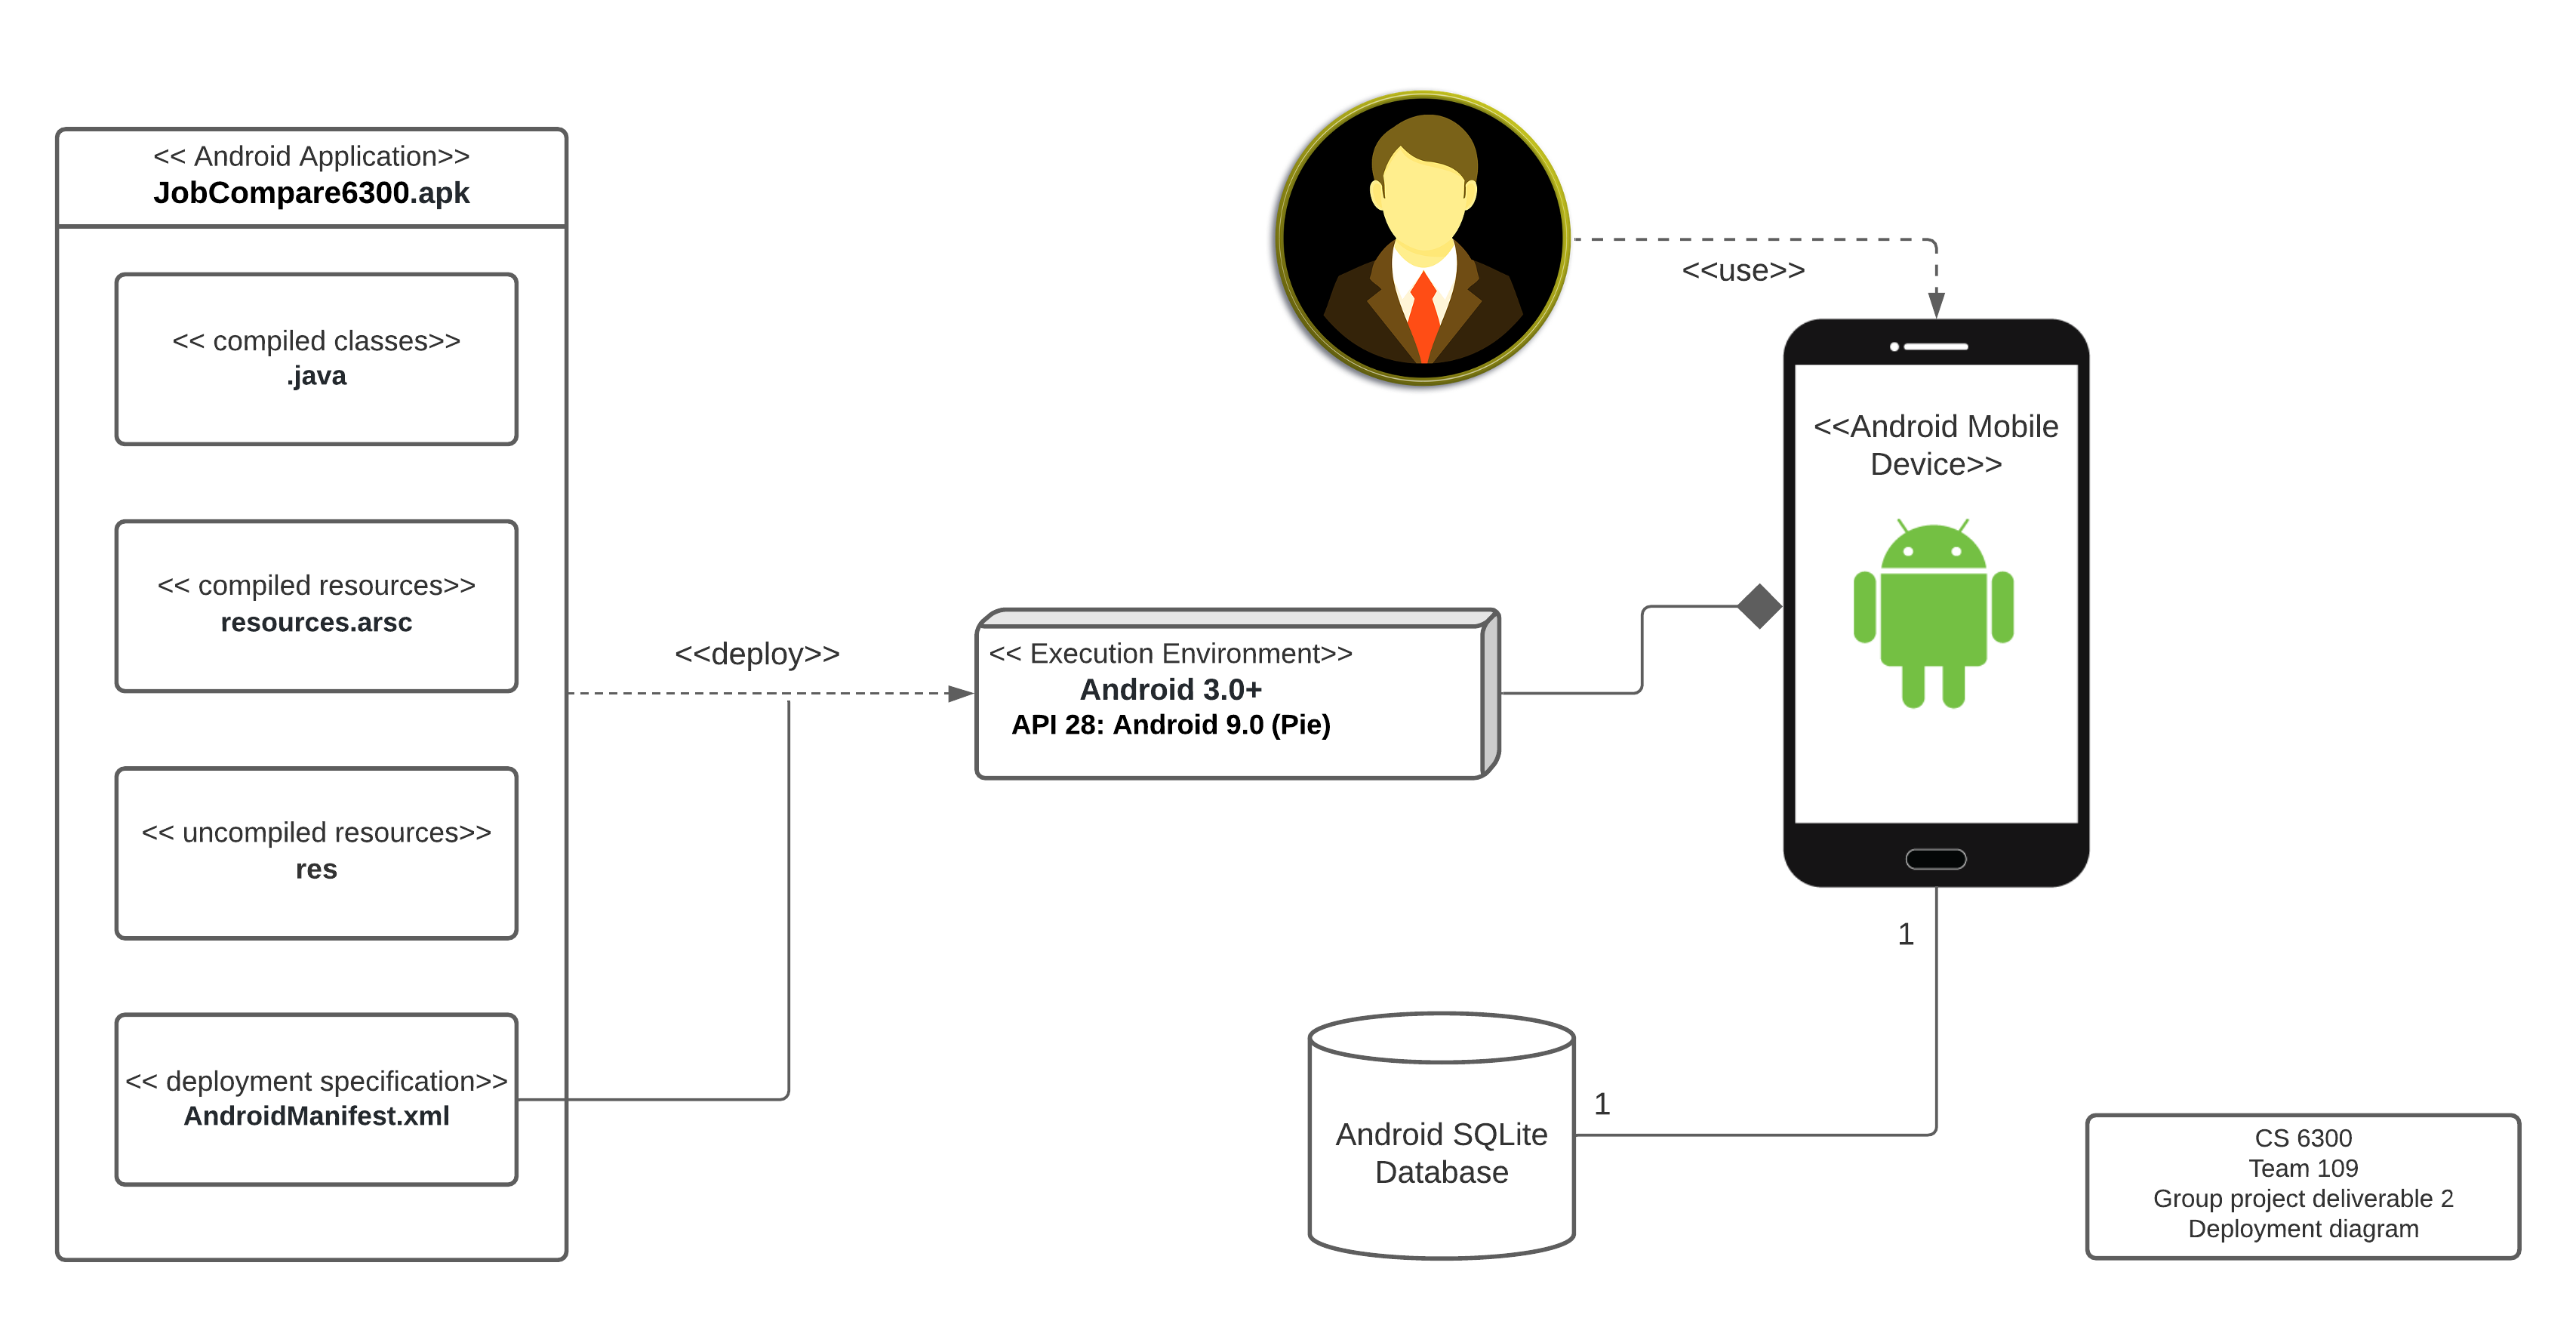 << Android Application>>
JobCompare6300.apk
<< compiled classes>>
.java
<< compiled resources>>
resources.arsc
<< uncompiled resources>>
res
<< deployment specification>>
AndroidManifest.xml
<<deploy>>
<< Execution Environment>>
Android 3.0+
API 28: Android 9.0 (Pie)
<<use>>
<<Android Mobile
Device>>
1
1
Android SQLite
Database
CS 6300
Team 109
Group project deliverable 2
Deployment diagram